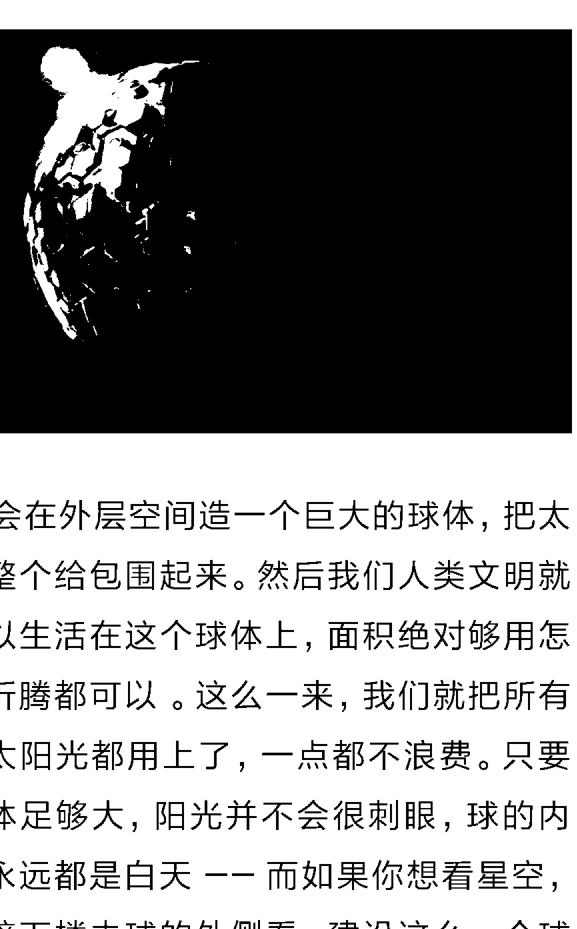 会在外层空间造一个巨大的球体，把太
整个给包围起来。然后我们人类文明就
以生活在这个球体上，面积绝对够用怎
折腾都可以 。这么一来，我们就把所有
太阳光都用上了，一点都不浪费。只要
体足够大，阳光并不会很刺眼，球的内
永远都是白天 —— 而如果你想看星空，